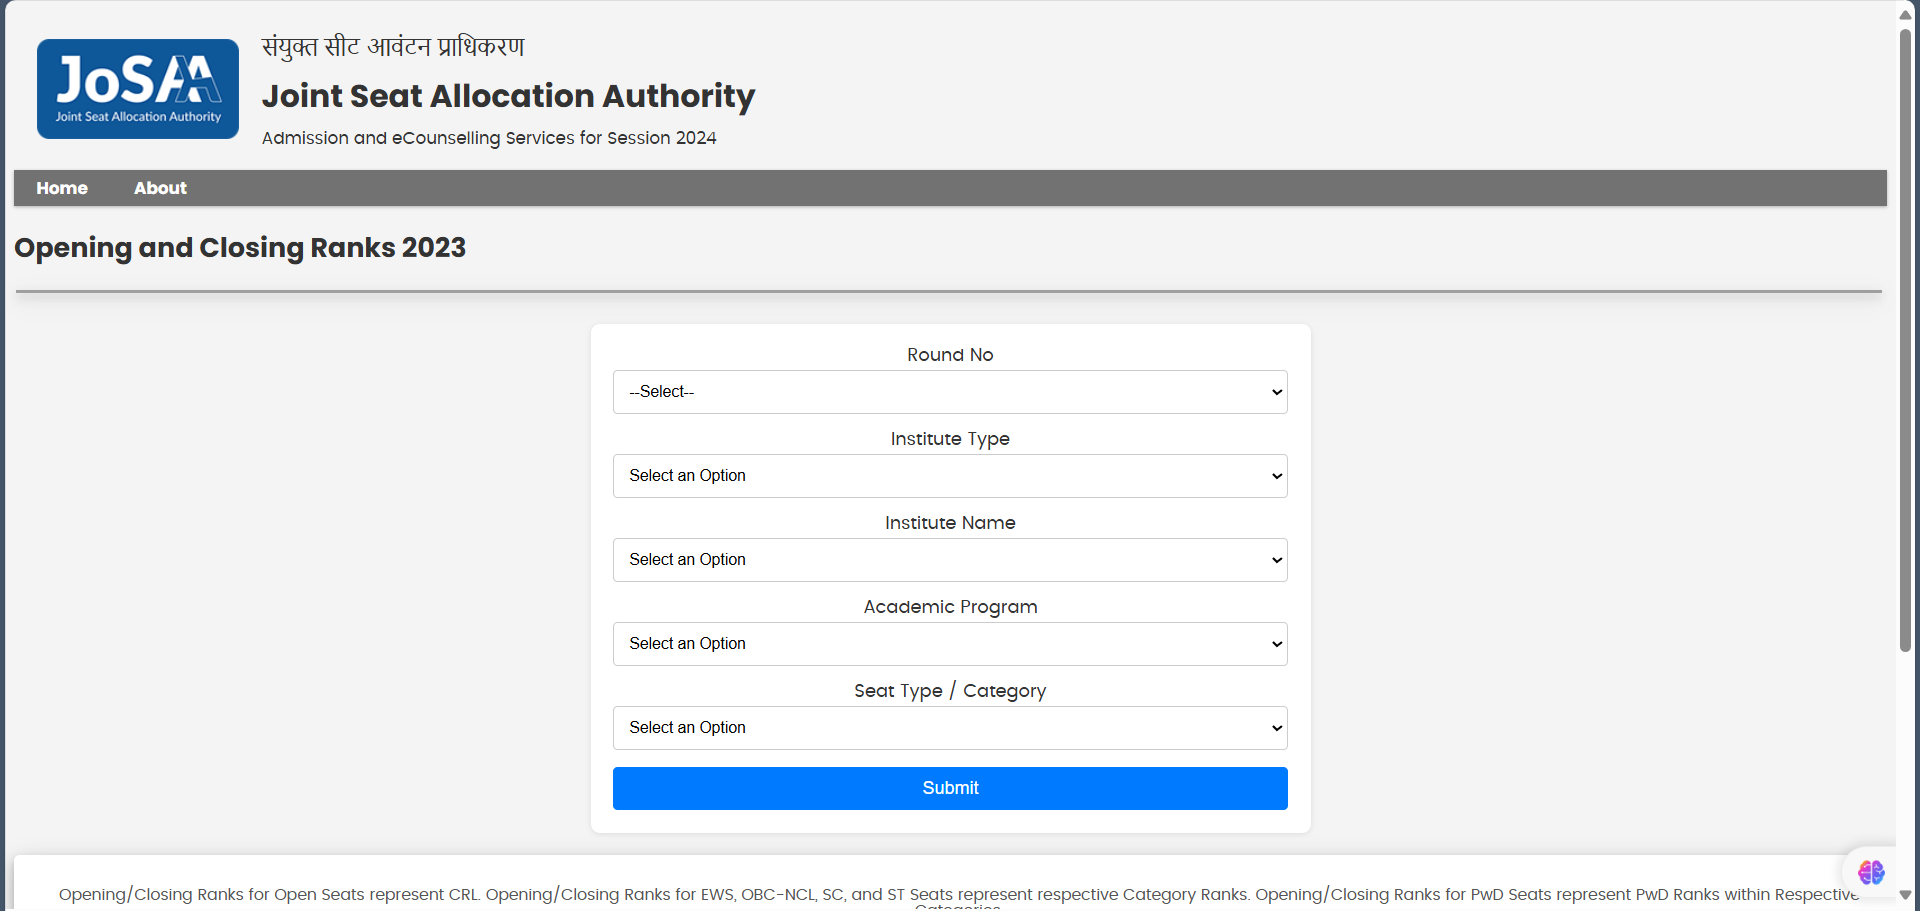 JoSAA
Joint Seat Allocation Authority
संयुक्त सीट आवंटन प्राधिकरण
Joint Seat Allocation Authority
Admission and eCounselling Services for Session 2024
Home About
Opening and Closing Ranks 2023
Round No
--Select--
Institute Type
Select an Option
Institute Name
Select an Option
Academic Program
Select an Option
Seat Type / Category
Select an Option
Submit
Opening/Closing Ranks for Open Seats represent CRL. Opening/Closing Ranks for EWS, OBC-NCL, SC, and ST Seats represent respective Category Ranks. Opening/Closing Ranks for PwD Seats represent PwD Ranks within Respective
Categories